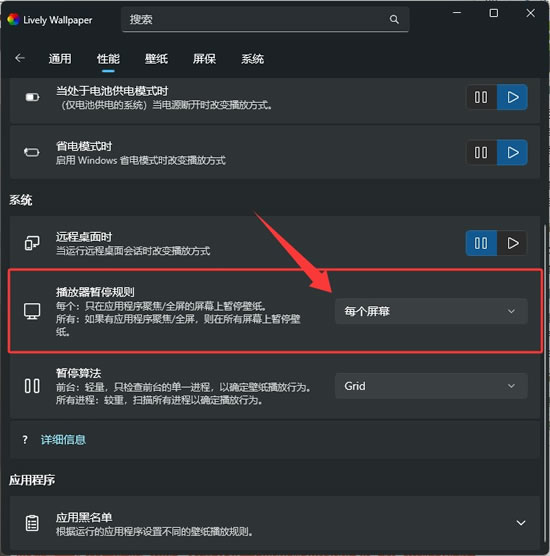 Lively Wallpaper
搜索
通用 性能 壁纸 屏保 系统
当处于电池供电模式时
（仅电池供电的系统）当电源断开时改变播放方式。
省电模式时
启用 Windows 省电模式时改变播放方式
系统
远程桌面时
当运行远程桌面会话时改变播放方式
播放器暂停规则
每个：只在应用程序聚焦/全屏的屏幕上暂停壁纸。
所有：如果有应用程序聚焦/全屏，则在所有屏幕上暂停壁
纸。
每个屏幕
暂停算法
前台：轻量，只检查前台的单一进程，以确定壁纸播放行为。
所有进程：较重，扫描所有进程以确定播放行为。
Grid
? 详细信息
应用程序
应用黑名单
根据运行的应用程序设置不同的壁纸播放规则。